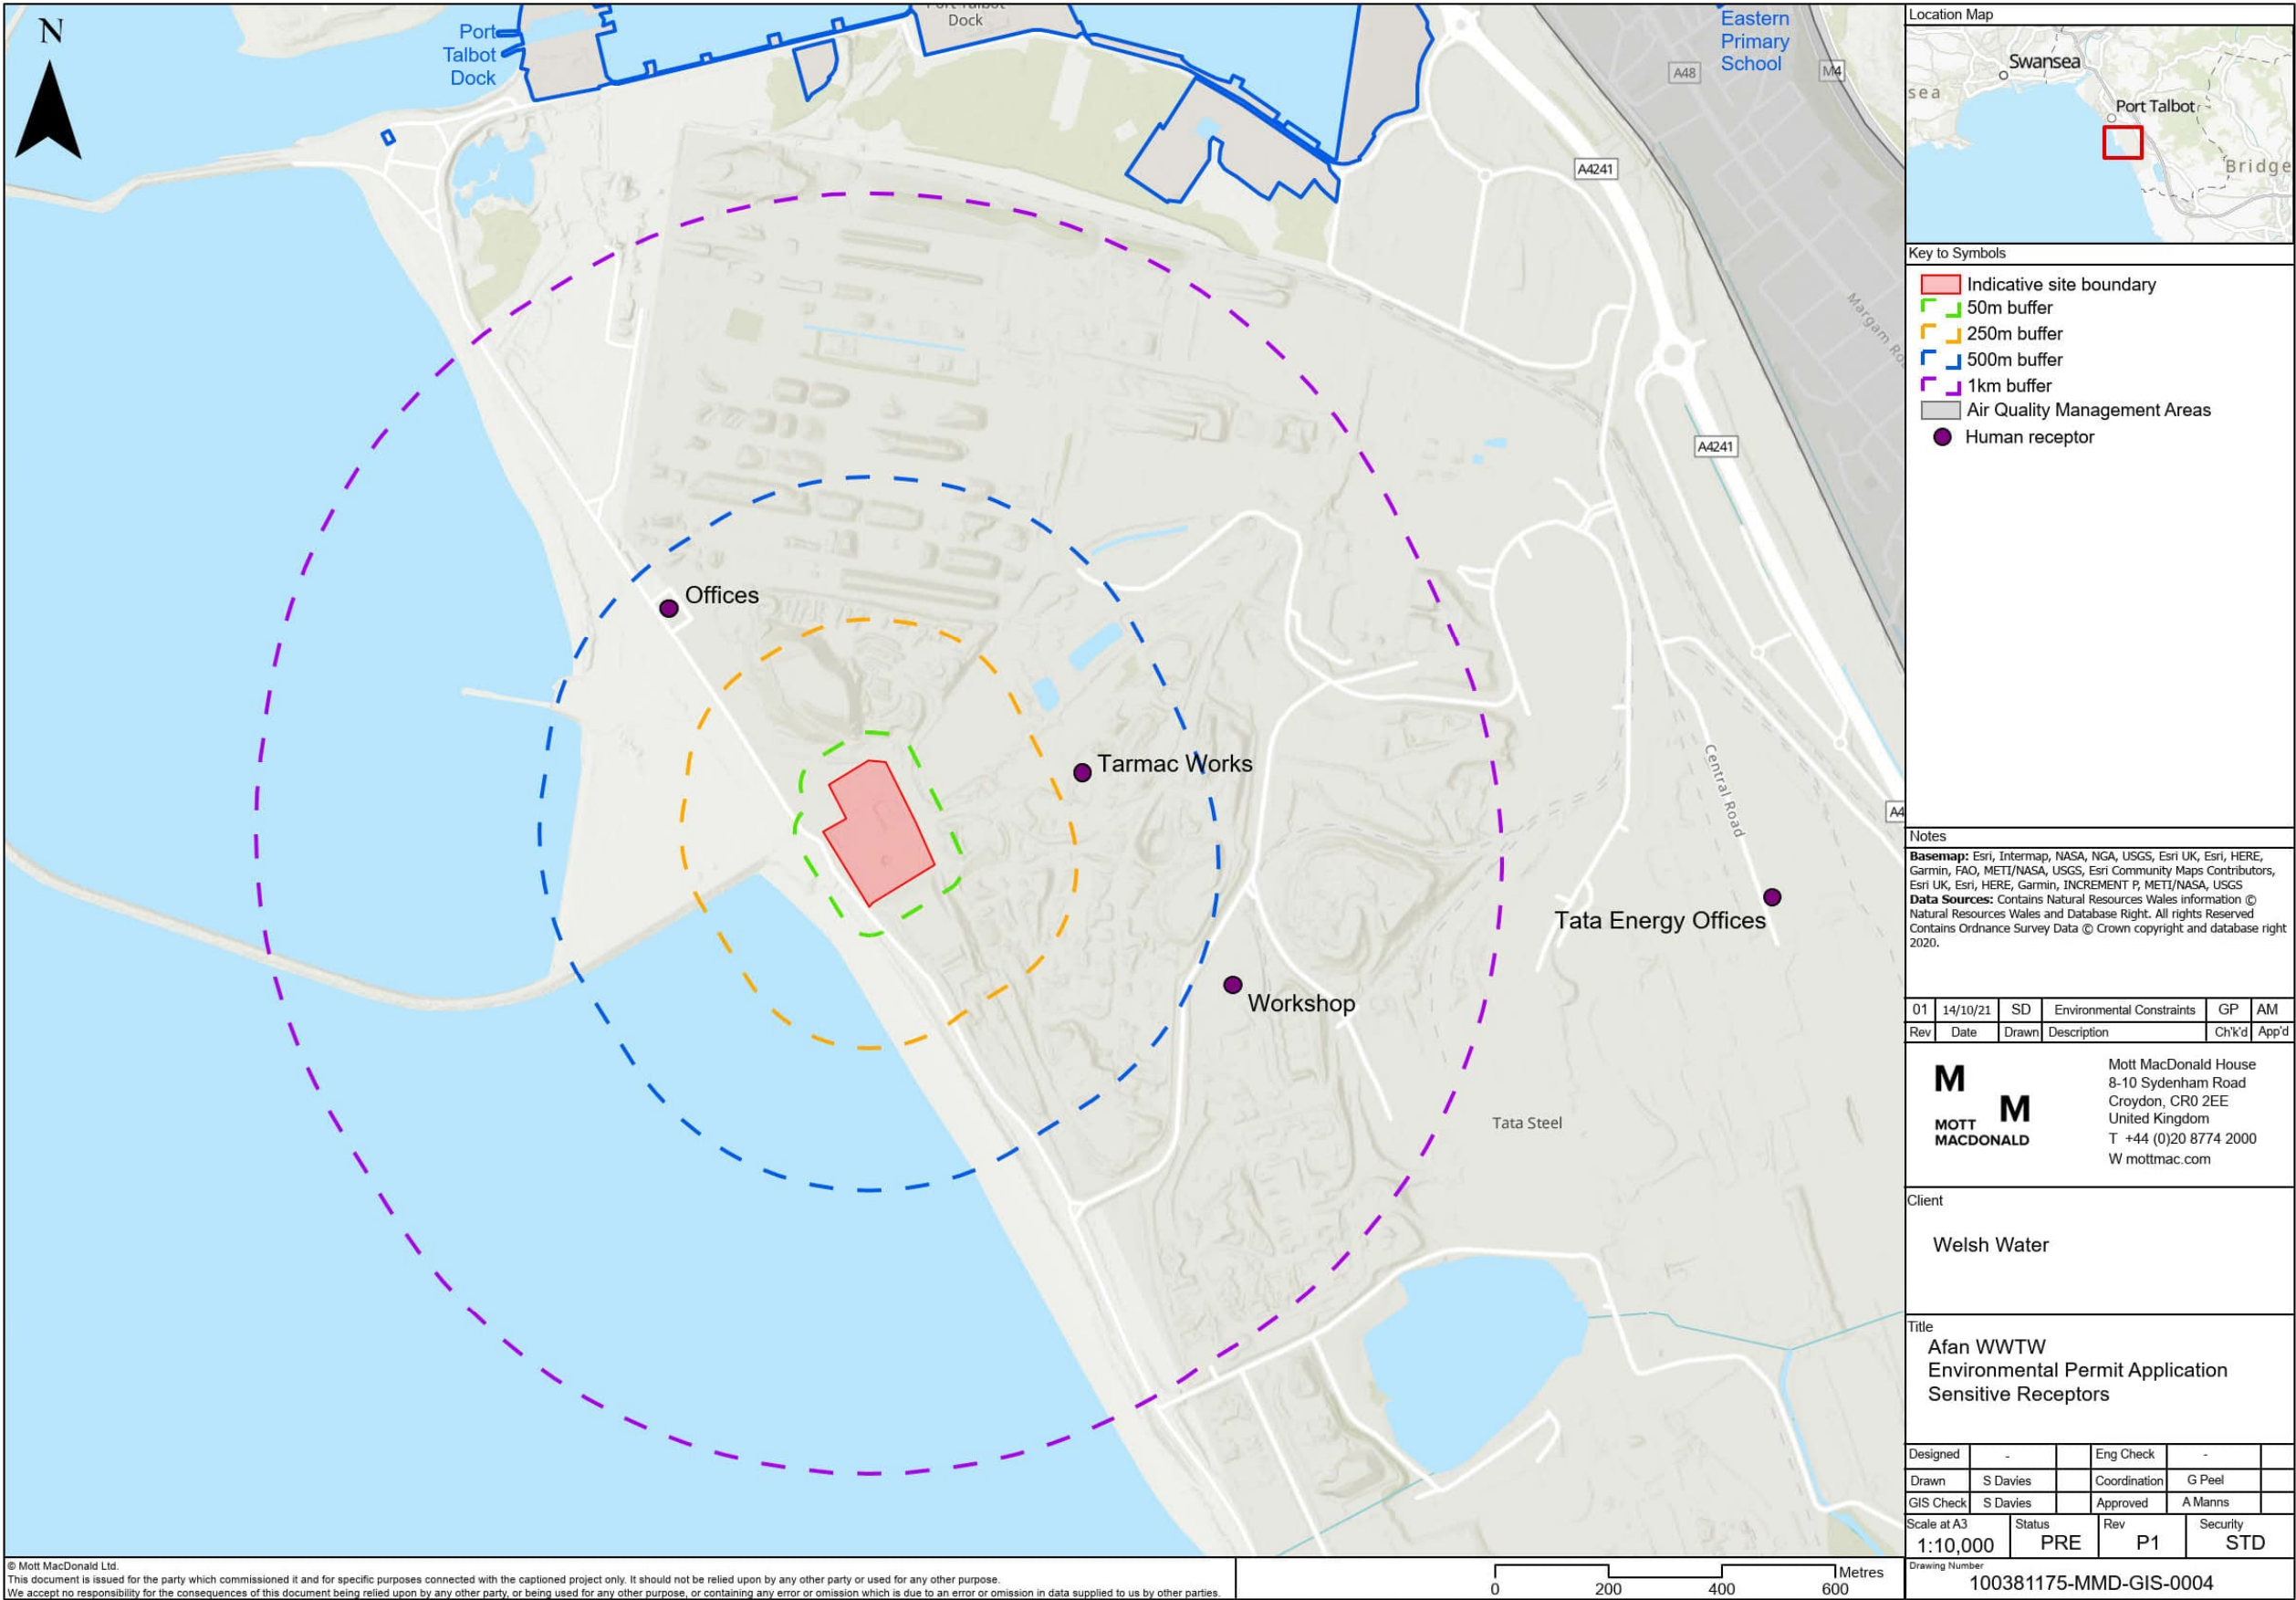 N
Port
Talbot
Dock
Port Talbot
Dock
Eastern
Primary
School
A48
M4
A4241
Margam
A4241
Offices
Tarmac Works
Central Road
A4
Tata Energy Offices
Workshop
Tata Steel
© Mott MacDonald Ltd.
This document is issued for the party which commissioned it and for specific purposes connected with the captioned project only. It should not be relied upon by any other party or used for any other purpose.
We accept no responsibility for the consequences of this document being relied upon by any other party, or being used for any other purpose, or containing any error or omission which is due to an error or omission in data supplied to us by other parties.
Metres
0 200 400 600
Location Map
Swansea
sea
Port Talbot
Bridge
Key to Symbols
Indicative site boundary
50m buffer
250m buffer
500m buffer
1km buffer
Air Quality Management Areas
Human receptor
Notes
Basemap: Esri, Intermap, NASA, NGA, USGS, Esri UK, Esri, HERE,
Garmin, FAO, METI/NASA, USGS, Esri Community Maps Contributors,
Esri UK, Esri, HERE, Garmin, INCREMENT P, METI/NASA, USGS
Data Sources: Contains Natural Resources Wales information ©
Natural Resources Wales and Database Right. All rights Reserved
Contains Ordnance Survey Data © Crown copyright and database right
2020.
01 14/10/21 SD Environmental Constraints GP AM
Rev Date Drawn Description Ch'k'd App'd
M
M
MOTT
MACDONALD
Mott MacDonald House
8-10 Sydenham Road
Croydon, CR0 2EE
United Kingdom
T +44 (0)20 8774 2000
W mottmac.com
Client
Welsh Water
Title
Afan WWTW
Environmental Permit Application
Sensitive Receptors
Designed - Eng Check -
Drawn S Davies Coordination G Peel
GIS Check S Davies Approved A Manns
Scale at A3 Status Rev Security
1:10,000 PRE P1 STD
Drawing Number
100381175-MMD-GIS-0004